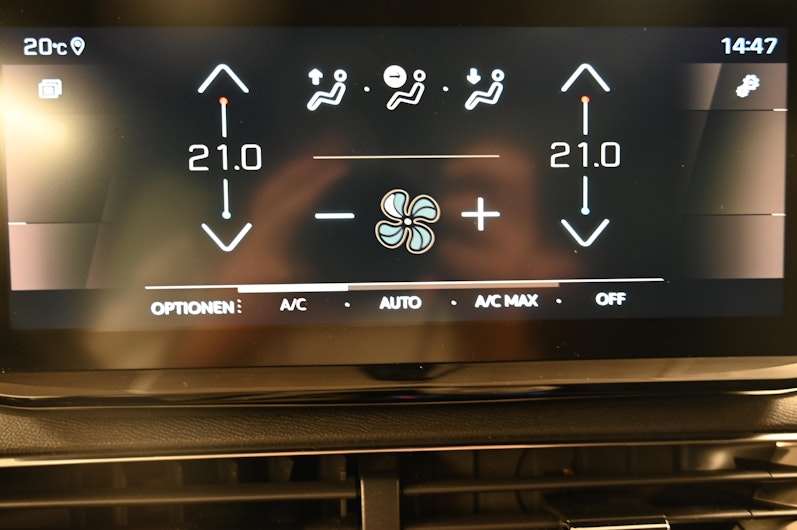 20°C 14:47
21.0 21.0
OPTIONEN A/C · AUTO · A/C MAX · OFF